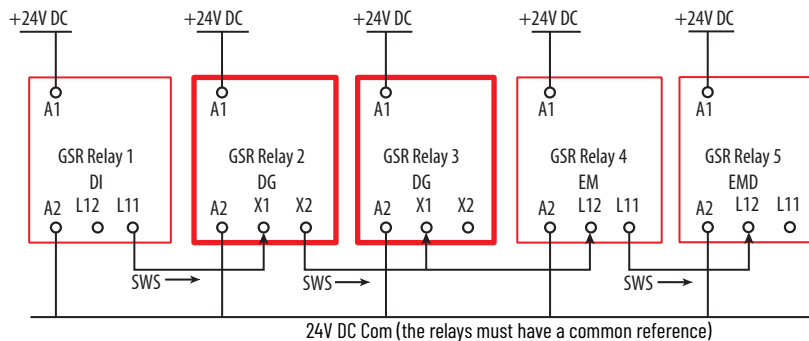 +24V DC +24V DC +24V DC +24V DC +24V DC
A1 A1 A1 A1 A1
GSR Relay 1 GSR Relay 2 GSR Relay 3 GSR Relay 4 GSR Relay 5
DI DG DG EM EMD
A2 L12 L11 A2 X1 X2 A2 X1 X2 A2 L12 L11 A2 L12 L11
SWS SWS SWS
24V DC Com (the relays must have a common reference)